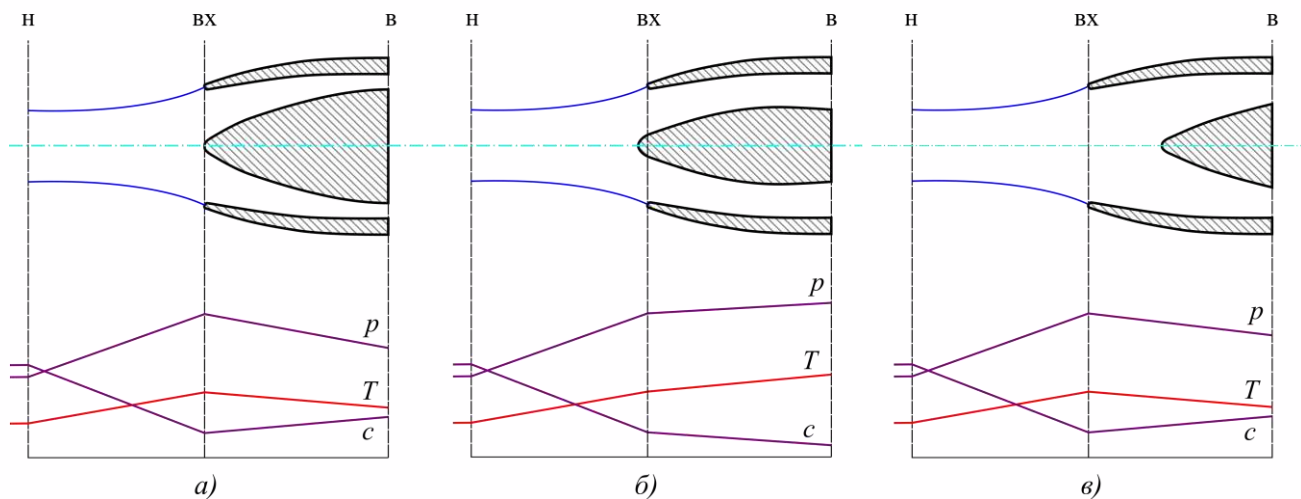 н вх в н вх в н вх в
p p p
T T T
c c c
а) б) в)